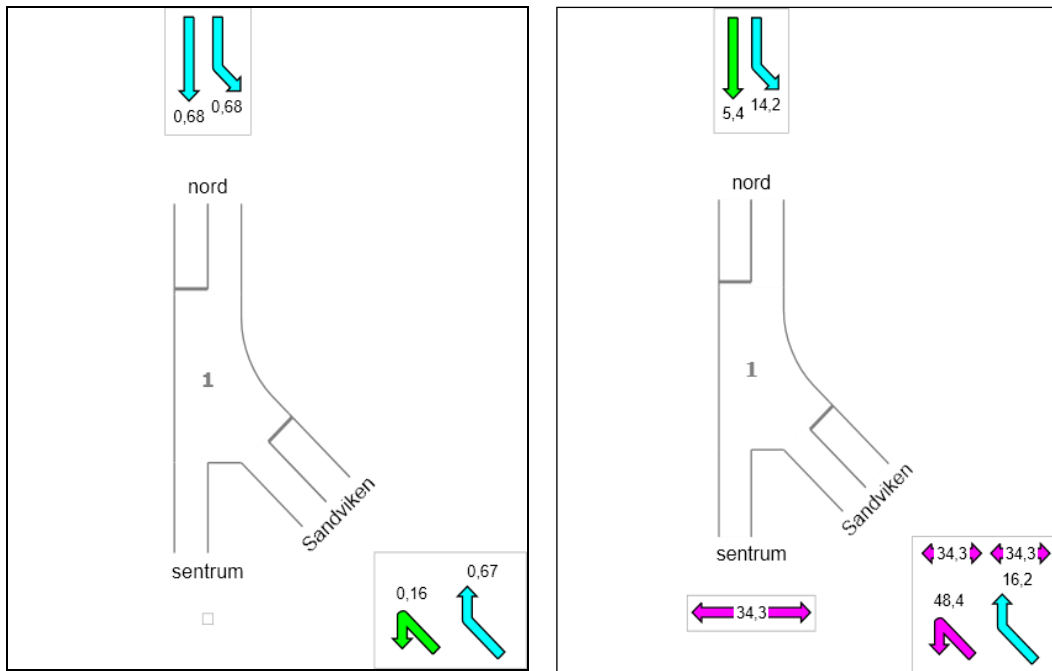 0,68 0,68
nord
1
Sandviken
sentrum
0,16 0,67
5,4 14,2
nord
1
Sandviken
sentrum
34,3
34,3 34,3
48,4 16,2